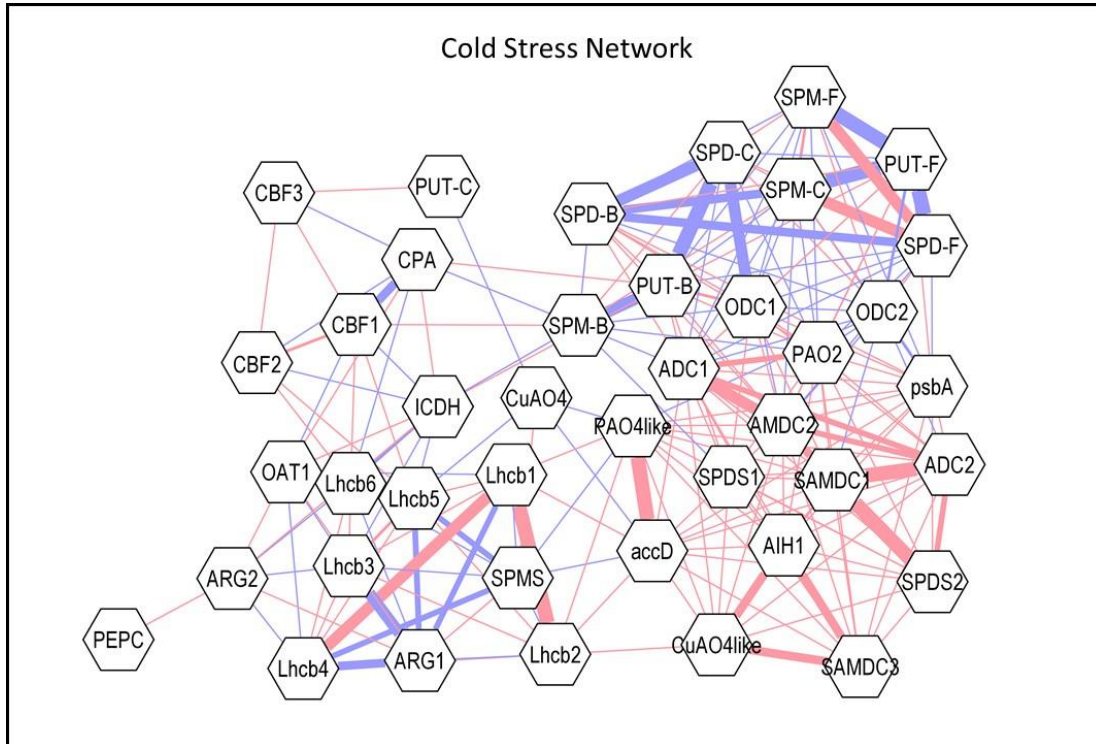 Cold Stress Network
SPM-F
SPD-C
PUT-F
CBF3
PUT-C
SPM-C
SPD-B
SPD-F
CPA
PUT-B
ODC1
ODC2
CBF1
SPM-B
CBF2
ADC1
PAO2
psbA
ICDH
CuAO4
PAO4like
AMDC2
OAT1
Lhcb6
Lhcb5
Lhcb1
SPDS1
SAMDC1
ADC2
ARG2
Lhcb3
SPMS
accD
AIH1
SPDS2
PEPC
Lhcb4
ARG1
Lhcb2
CuAO4like
SAMDC3